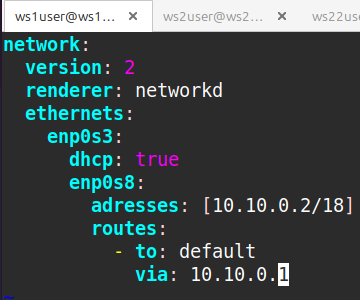 ws1user@ws1... ws2user@ws2... ws22us
network:
  version: 2
  renderer: networkd
  ethernets:
    enp0s3:
      dhcp: true
      enp0s8:
        adresses: [10.10.0.2/18]
        routes:
          - to: default
            via: 10.10.0.1
~